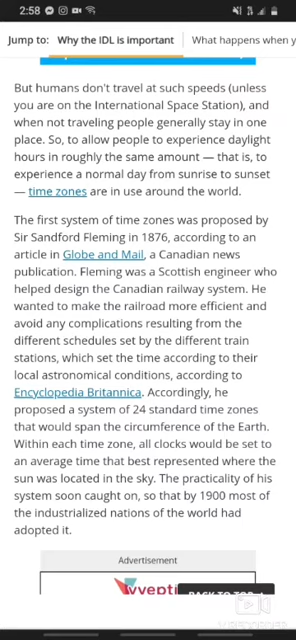 2:58
Jump to: Why the IDL is important What happens when y
But humans don't travel at such speeds (unless
you are on the International Space Station), and
when not traveling people generally stay in one
place. So, to allow people to experience daylight
hours in roughly the same amount — that is, to
experience a normal day from sunrise to sunset
— time zones are in use around the world.
The first system of time zones was proposed by
Sir Sandford Fleming in 1876, according to an
article in Globe and Mail, a Canadian news
publication. Fleming was a Scottish engineer who
helped design the Canadian railway system. He
wanted to make the railroad more efficient and
avoid any complications resulting from the
different schedules set by the different train
stations, which set the time according to their
local astronomical conditions, according to
Encyclopedia Britannica. Accordingly, he
proposed a system of 24 standard time zones
that would span the circumference of the Earth.
Within each time zone, all clocks would be set to
an average time that best represented where the
sun was located in the sky. The practicality of his
system soon caught on, so that by 1900 most of
the industrialized nations of the world had
adopted it.
Advertisement
BACK TO TOP